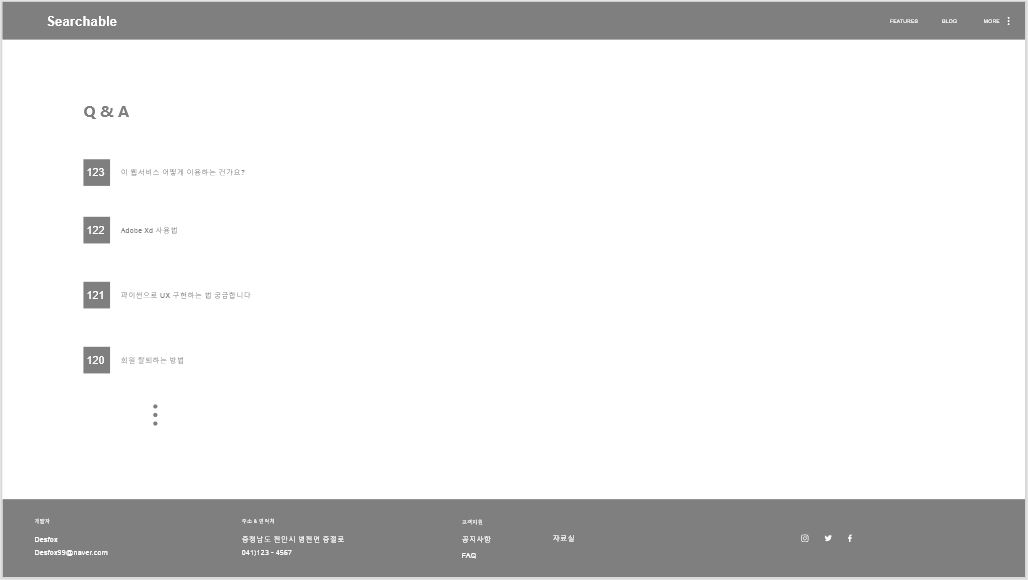 Searchable
FEATURES
BLOG
MORE
Q & A
123
이 웹서비스 어떻게 이용하는 건가요?
122
Adobe Xd 사용법
121
파이썬으로 UX 구현하는 법 궁금합니다
120
회원 탈퇴하는 방법
개발자
Desfox
Desfox99@naver.com
주소 & 연락처
충청남도 천안시 병천면 충절로
041)123 - 4567
고객지원
공지사항
자료실
FAQ